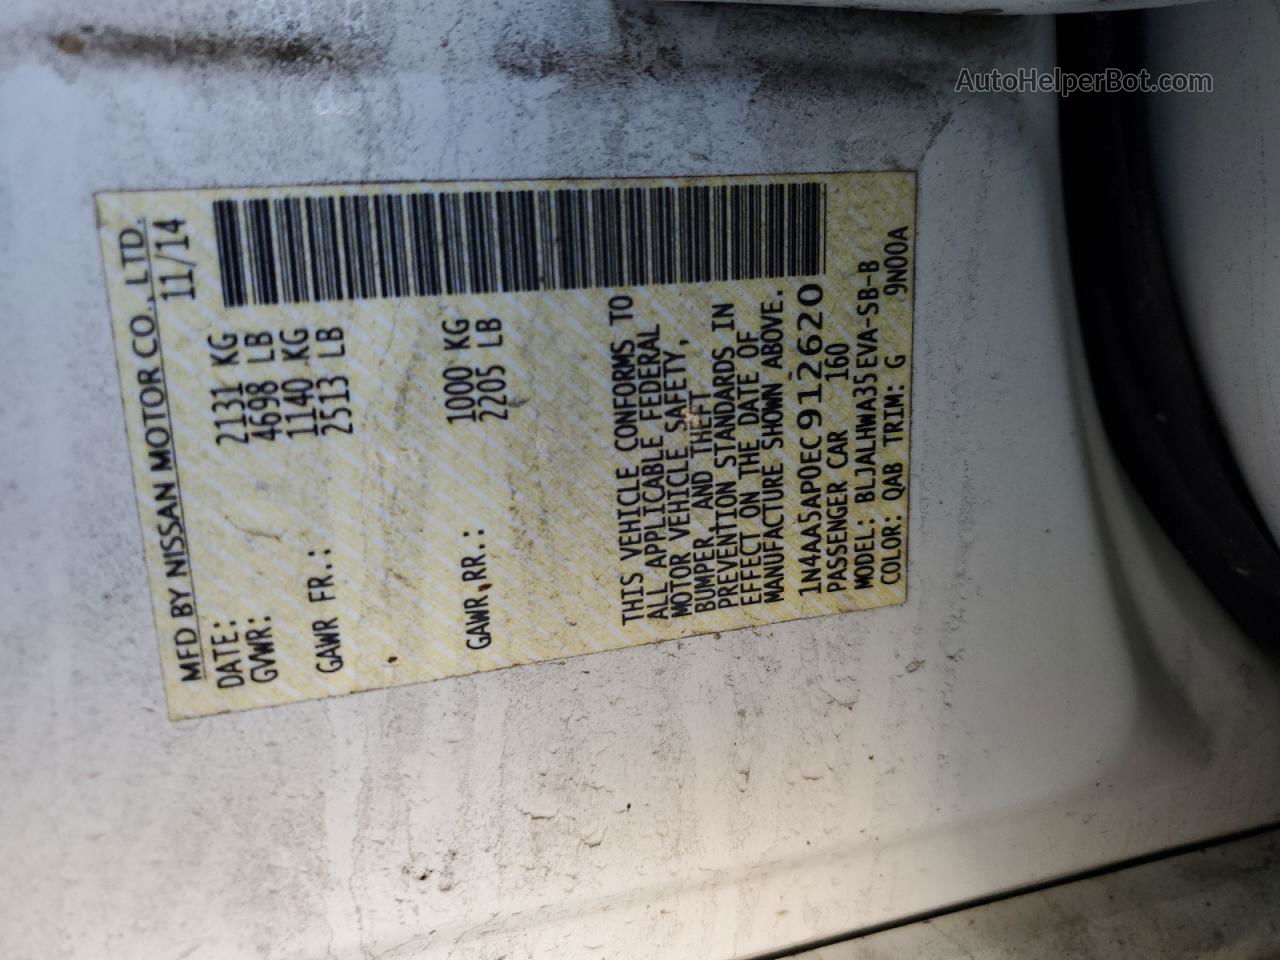 AutoHelperBot.com
MFD BY NISSAN MOTOR CO., LTD.
DATE: 11/14
GVWR: 2131 KG
4698 LB
GAWR FR.: 1140 KG
2513 LB
GAWR RR.: 1000 KG
2205 LB
THIS VEHICLE CONFORMS TO
ALL APPLICABLE FEDERAL
MOTOR VEHICLE SAFETY,
BUMPER, AND THEFT
PREVENTION STANDARDS IN
EFFECT ON THE DATE OF
MANUFACTURE SHOWN ABOVE.
1N4AA5AP0EC912620
PASSENGER CAR 160
MODEL: BLJALHWA35EVA-SB-B
COLOR: QAB TRIM: G 9N00A